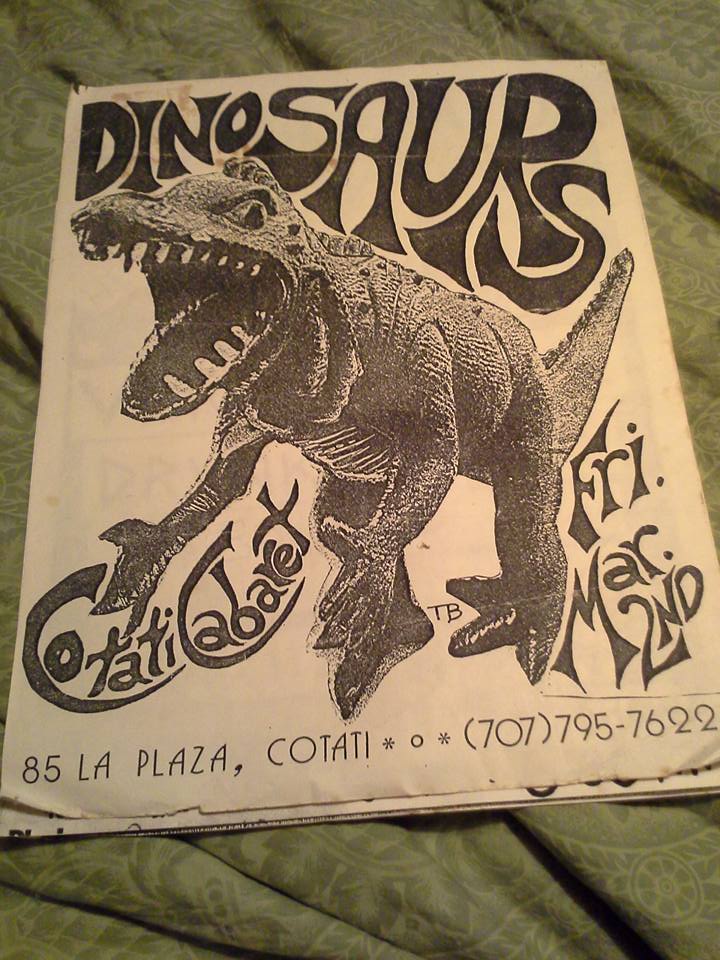 DINOSAURS
Cotati Cabaret
Fri.
Mar.
2ND
TB
85 LA PLAZA, COTATI * o * (707)795-7622